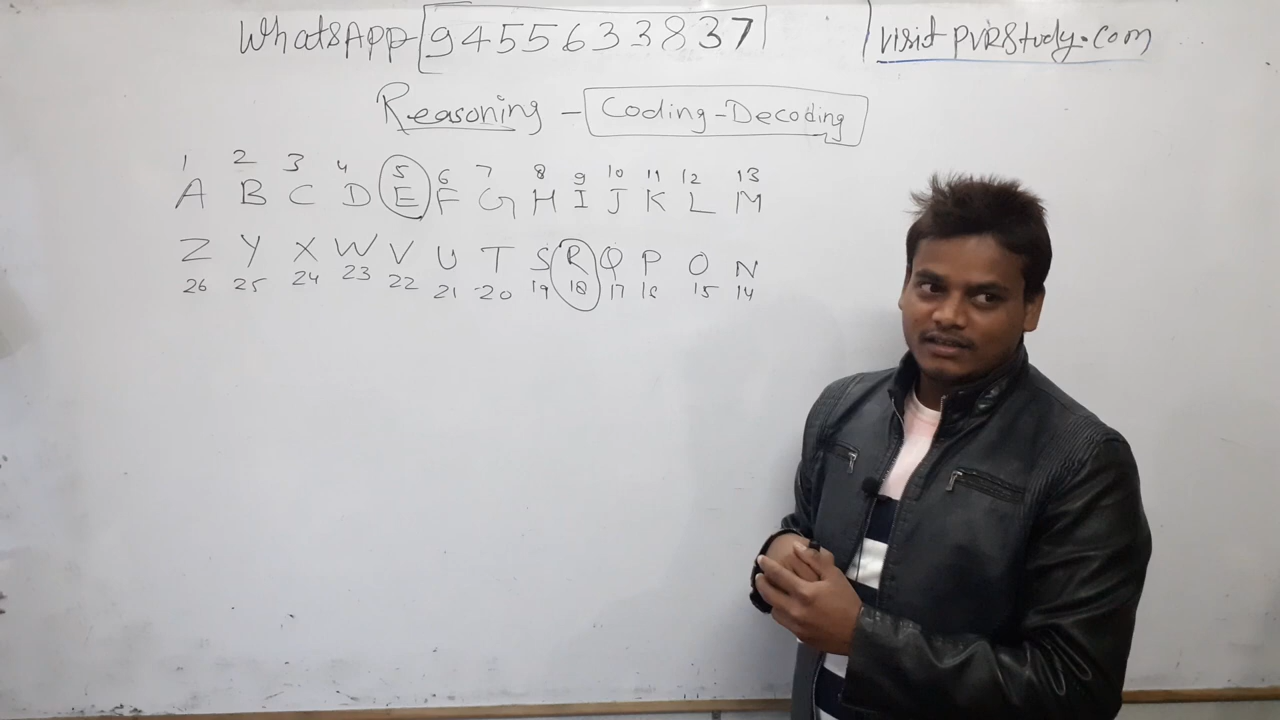 WhatsApp-9455633837 visit pvrstudy.com
Reasoning - Coding-Decoding
1 2 3 4 5 6 7 8 9 10 11 12 13
A B C D E F G H I J K L M
Z Y X W V U T S R Q P O N
26 25 24 23 22 21 20 19 18 17 16 15 14